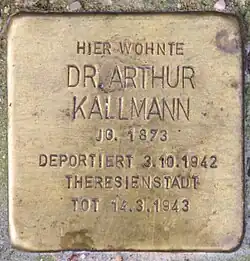 HIER WOHNTE
DR. ARTHUR
KALLMANN
JG. 1873
DEPORTIERT 3.10.1942
THERESIENSTADT
TOT 14.3.1943